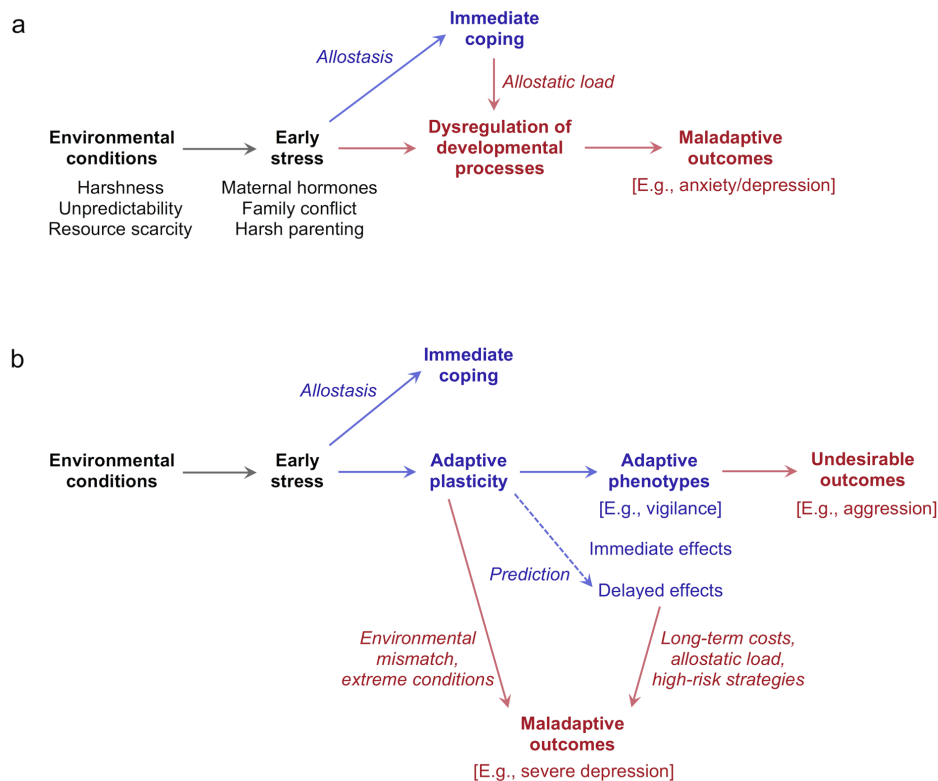 a
Immediate
coping
Allostasis
Allostatic load
Environmental
conditions
Early
stress
Dysregulation of
developmental
processes
Maladaptive
outcomes
[E.g., anxiety/depression]
Harshness
Unpredictability
Resource scarcity
Maternal hormones
Family conflict
Harsh parenting
b
Immediate
coping
Allostasis
Environmental
conditions
Early
stress
Adaptive
plasticity
Adaptive
phenotypes
[E.g., vigilance]
Undesirable
outcomes
[E.g., aggression]
Immediate effects
Prediction
Delayed effects
Environmental
mismatch,
extreme conditions
Long-term costs,
allostatic load,
high-risk strategies
Maladaptive
outcomes
[E.g., severe depression]